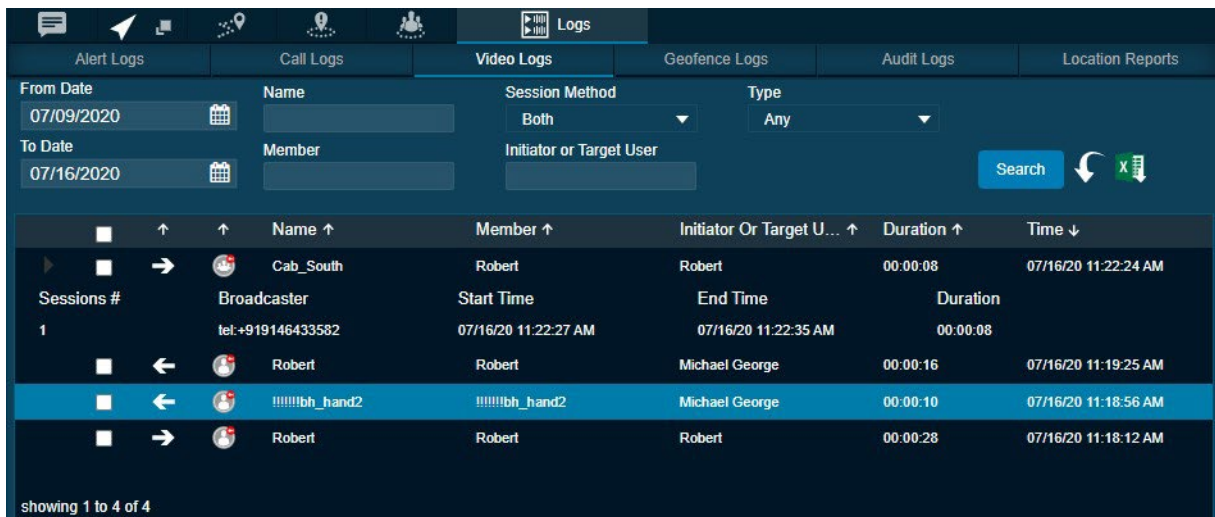 Logs
Alert Logs Call Logs Video Logs Geofence Logs Audit Logs Location Reports
From Date Name Session Method Type
07/09/2020 Both Any
To Date Member Initiator or Target User
07/16/2020 Search
Name ↑ Member ↑ Initiator Or Target U... ↑ Duration ↑ Time ↓
Cab_South Robert Robert 00:00:08 07/16/20 11:22:24 AM
Sessions # Broadcaster Start Time End Time Duration
1 tel:+919146433582 07/16/20 11:22:27 AM 07/16/20 11:22:35 AM 00:00:08
Robert Robert Michael George 00:00:16 07/16/20 11:19:25 AM
!!!!!!!bh_hand2 !!!!!!!bh_hand2 Michael George 00:00:10 07/16/20 11:18:56 AM
Robert Robert Robert 00:00:28 07/16/20 11:18:12 AM
showing 1 to 4 of 4